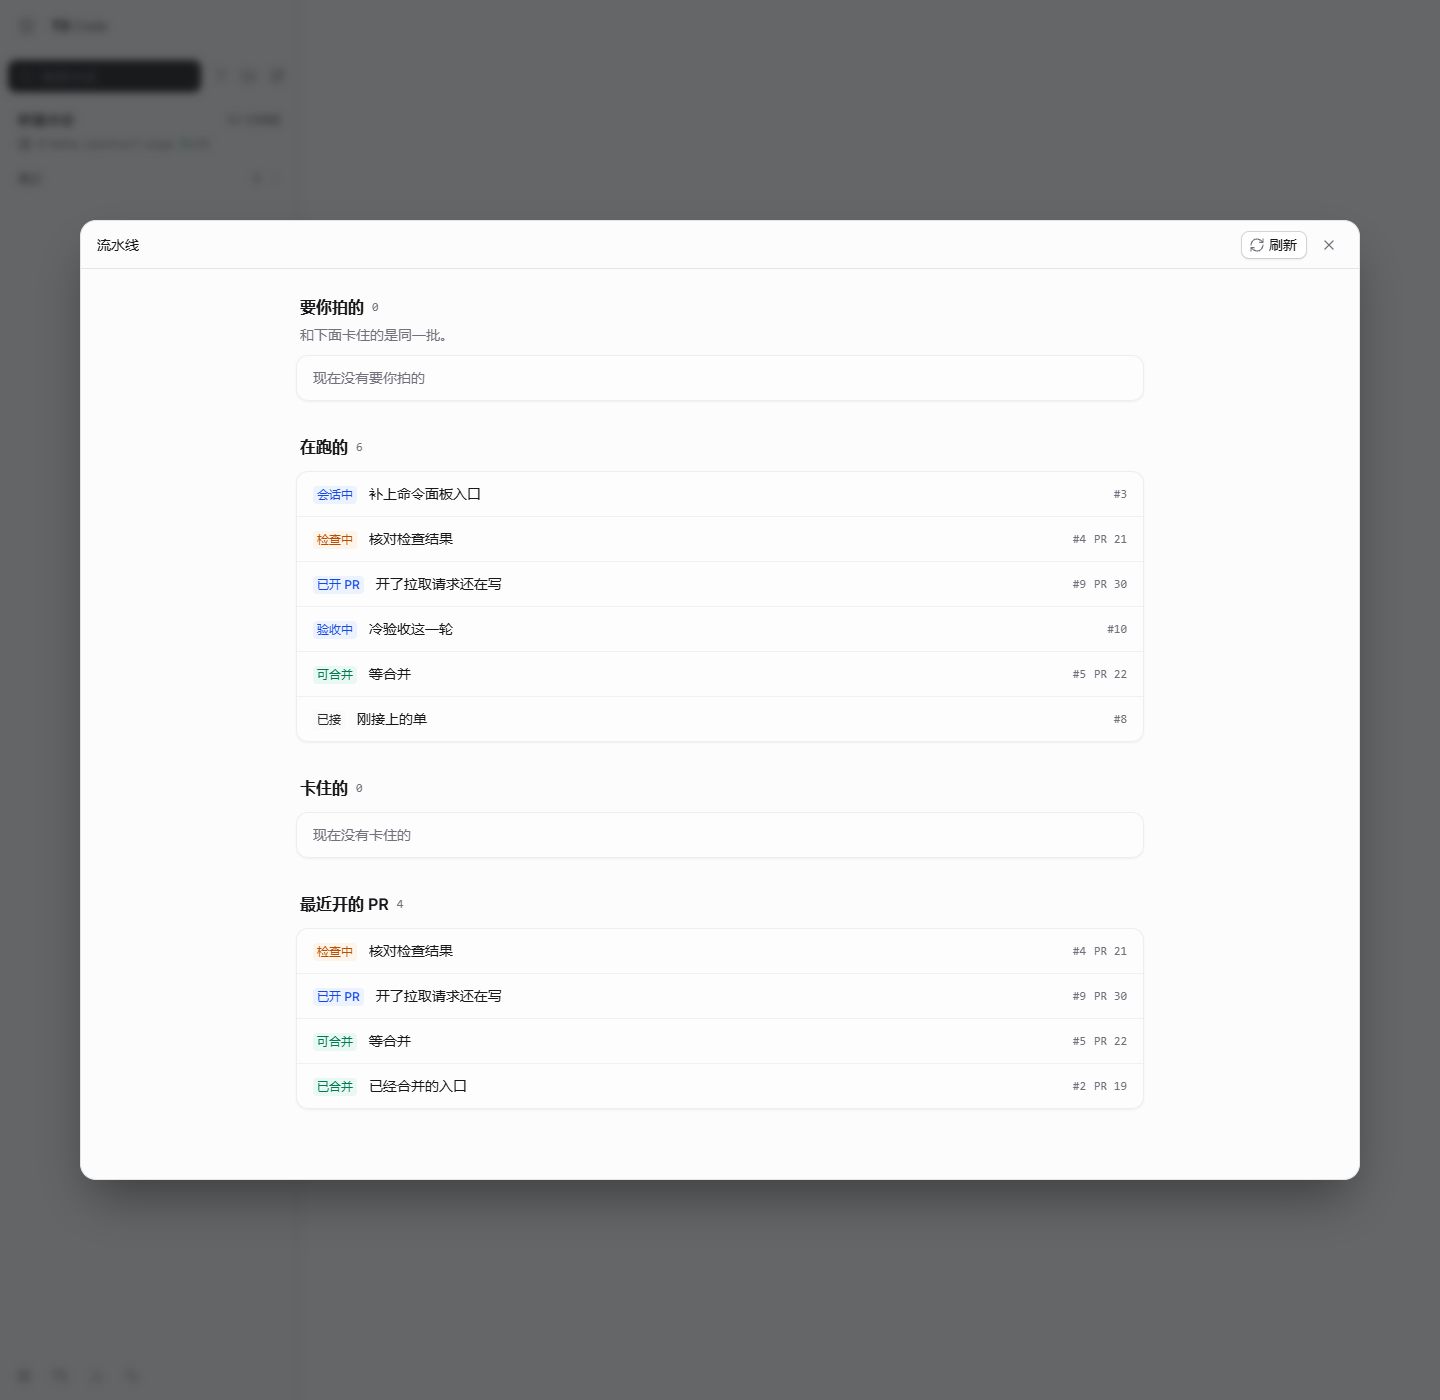 流水线
刷新
要你拍的 0
和下面卡住的是同一批。
现在没有要你拍的
在跑的 6
会话中 补上命令面板入口 #3
检查中 核对检查结果 #4 PR 21
已开 PR 开了拉取请求还在写 #9 PR 30
验收中 冷验收这一轮 #10
可合并 等合并 #5 PR 22
已接 刚接上的单 #8
卡住的 0
现在没有卡住的
最近开的 PR 4
检查中 核对检查结果 #4 PR 21
已开 PR 开了拉取请求还在写 #9 PR 30
可合并 等合并 #5 PR 22
已合并 已经合并的入口 #2 PR 19